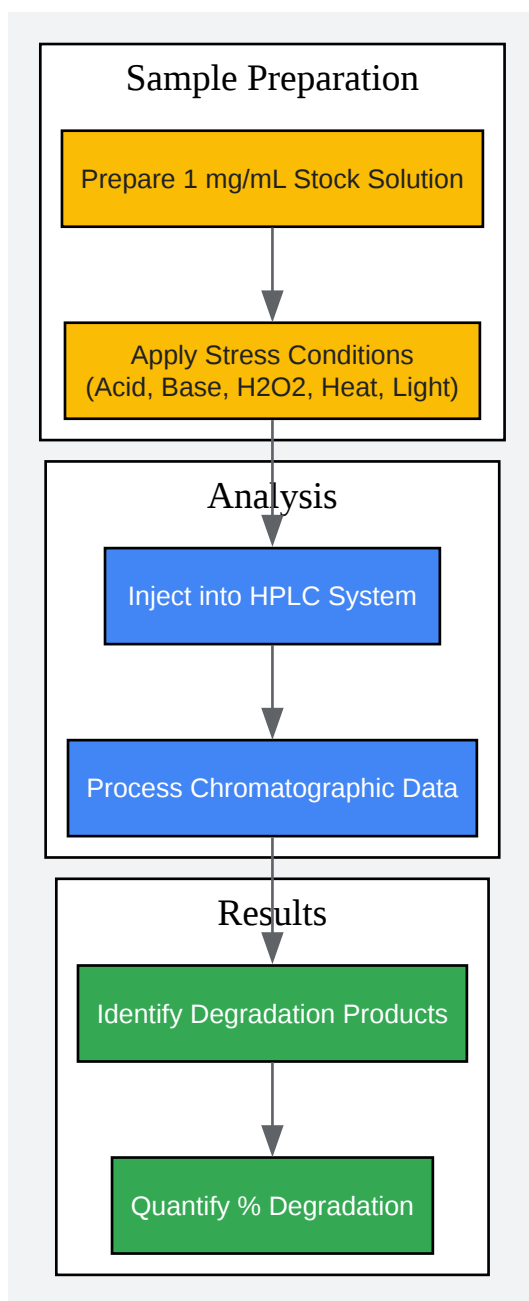 Sample Preparation
Prepare 1 mg/mL Stock Solution
Apply Stress Conditions
(Acid, Base, H2O2, Heat, Light)
Analysis
Inject into HPLC System
Process Chromatographic Data
Results
Identify Degradation Products
Quantify % Degradation